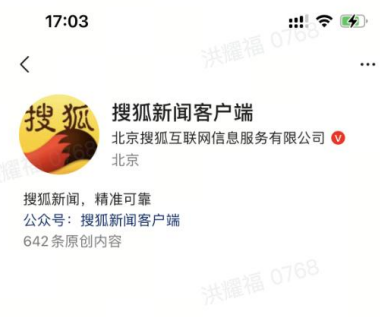 17:03
洪耀福 0768
搜狐
搜狐新闻客户端
北京搜狐互联网信息服务有限公司
北京
洪耀福 0768
搜狐新闻，精准可靠
公众号：搜狐新闻客户端
642条原创内容
洪耀福 0768